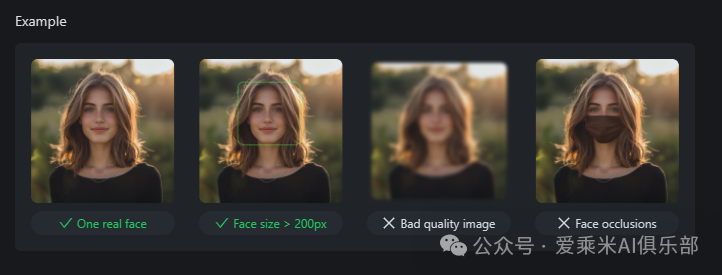 Example
One real face
Face size > 200px
Bad quality image
Face occlusions
公众号 · 爱乘米AI俱乐部